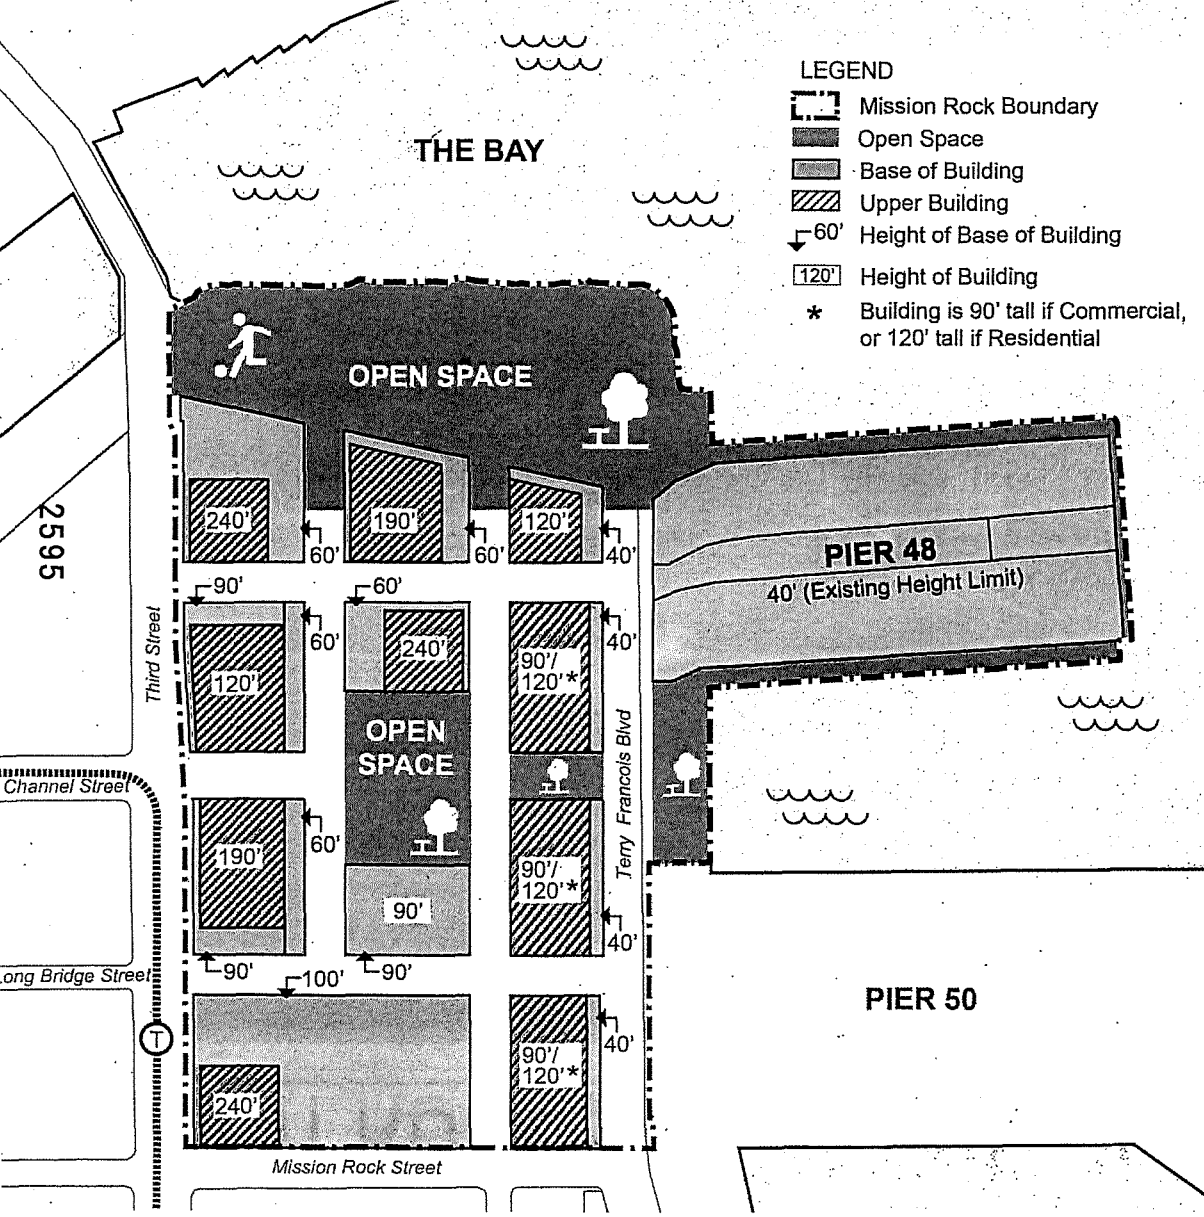 LEGEND
Mission Rock Boundary
Open Space
Base of Building
Upper Building
60' Height of Base of Building
120' Height of Building
* Building is 90' tall if Commercial,
or 120' tall if Residential
THE BAY
OPEN SPACE
240'
60'
190'
60'
120'
40'
PIER 48
40' (Existing Height Limit)
2595
Third Street
90'
60'
120'
60'
240'
40'
90'/
120'*
OPEN
SPACE
Terry Francois Blvd
Channel Street
190'
60'
90'
90'
90'
90'/
120'*
40'
Long Bridge Street
100'
T
240'
90'/
120'*
40'
PIER 50
Mission Rock Street